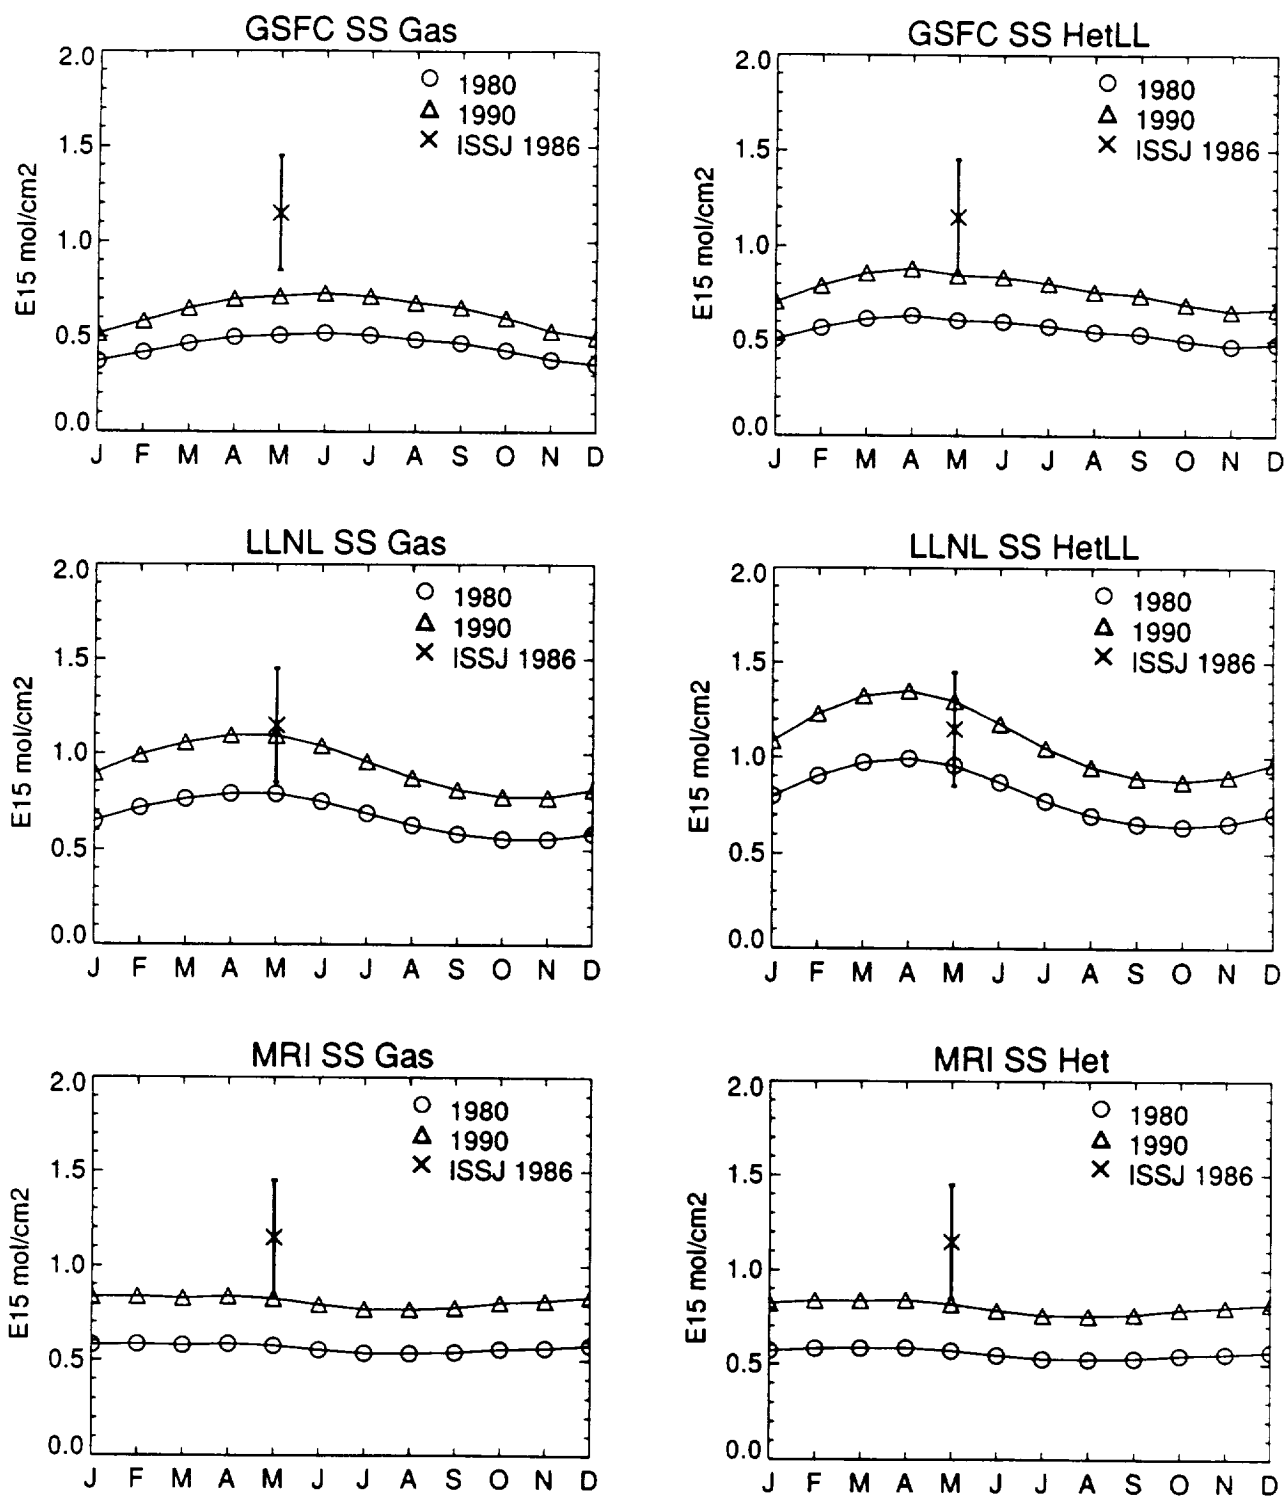 GSFC SS Gas
2.0
1.5
1.0
0.5
0.0
E15 mol/cm2
1980
1990
ISSJ 1986
J F M A M J J A S O N D
GSFC SS HetLL
2.0
1.5
1.0
0.5
0.0
E15 mol/cm2
1980
1990
ISSJ 1986
J F M A M J J A S O N D
LLNL SS Gas
2.0
1.5
1.0
0.5
0.0
E15 mol/cm2
1980
1990
ISSJ 1986
J F M A M J J A S O N D
LLNL SS HetLL
2.0
1.5
1.0
0.5
0.0
E15 mol/cm2
1980
1990
ISSJ 1986
J F M A M J J A S O N D
MRI SS Gas
2.0
1.5
1.0
0.5
0.0
E15 mol/cm2
1980
1990
ISSJ 1986
J F M A M J J A S O N D
MRI SS Het
2.0
1.5
1.0
0.5
0.0
E15 mol/cm2
1980
1990
ISSJ 1986
J F M A M J J A S O N D